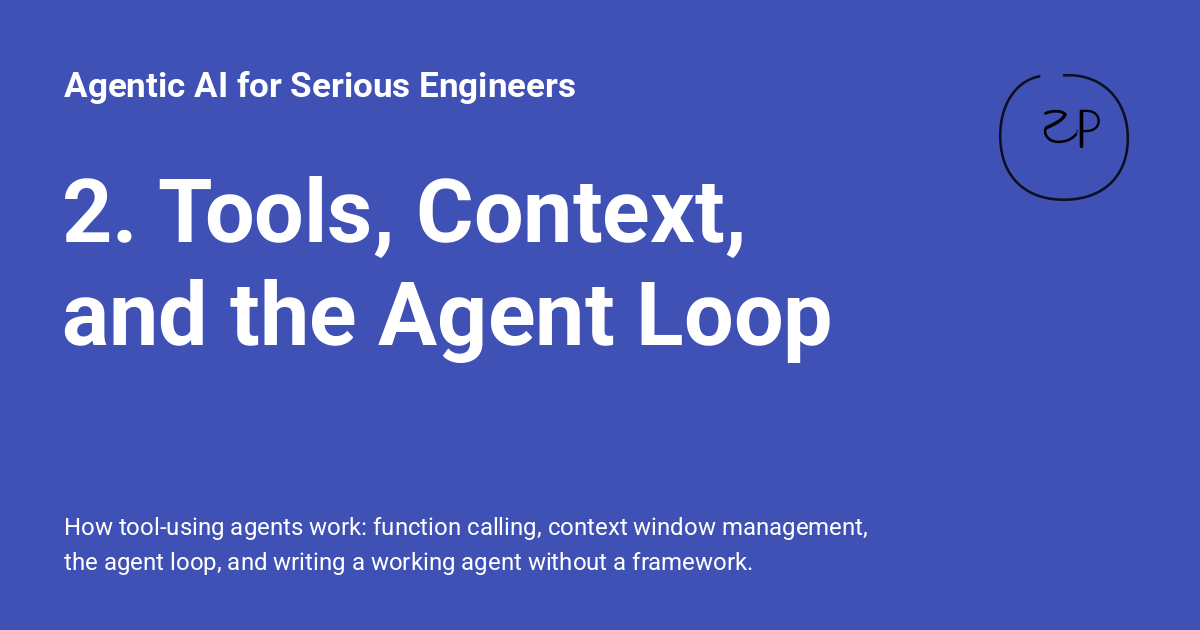 Agentic AI for Serious Engineers
2. Tools, Context,
and the Agent Loop
How tool-using agents work: function calling, context window management,
the agent loop, and writing a working agent without a framework.